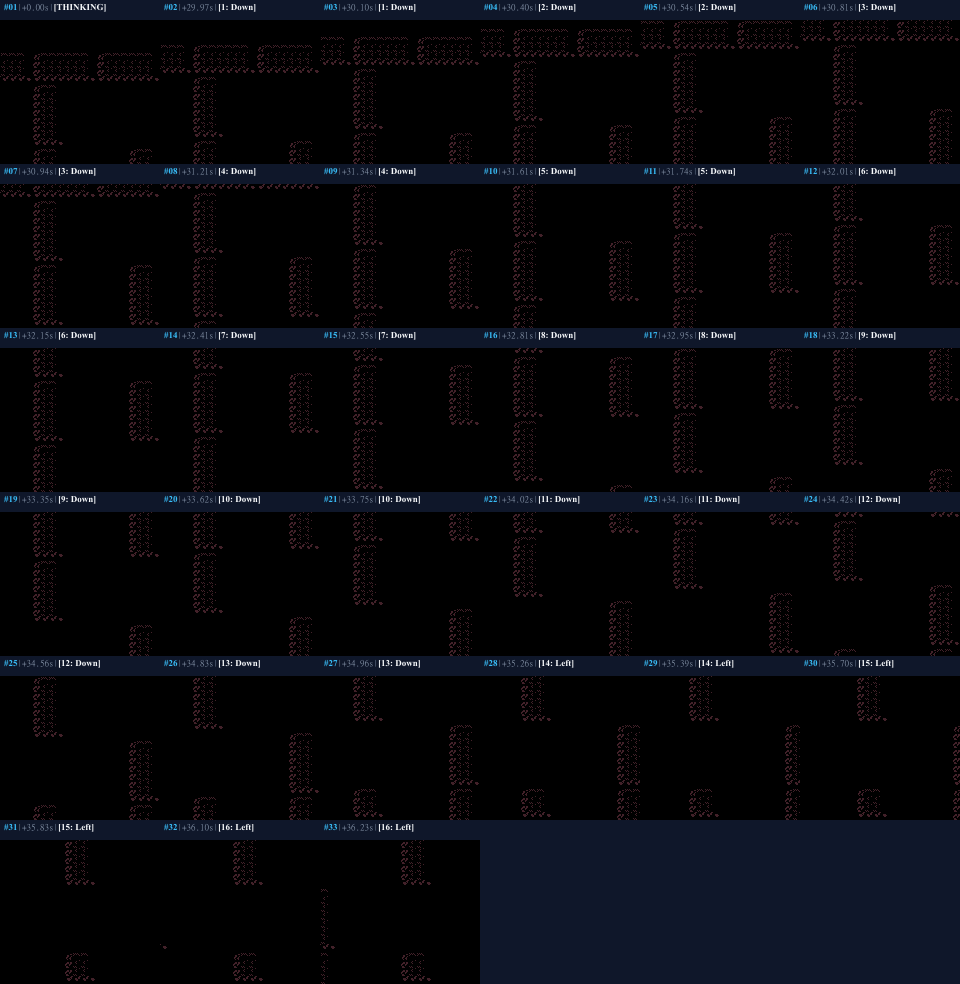 #01 | +0.00s | [THINKING]
#02 | +29.97s | [1: Down]
#03 | +30.10s | [1: Down]
#04 | +30.40s | [2: Down]
#05 | +30.54s | [2: Down]
#06 | +30.81s | [3: Down]
#07 | +30.94s | [3: Down]
#08 | +31.21s | [4: Down]
#09 | +31.34s | [4: Down]
#10 | +31.61s | [5: Down]
#11 | +31.74s | [5: Down]
#12 | +32.01s | [6: Down]
#13 | +32.15s | [6: Down]
#14 | +32.41s | [7: Down]
#15 | +32.55s | [7: Down]
#16 | +32.81s | [8: Down]
#17 | +32.95s | [8: Down]
#18 | +33.22s | [9: Down]
#19 | +33.35s | [9: Down]
#20 | +33.62s | [10: Down]
#21 | +33.75s | [10: Down]
#22 | +34.02s | [11: Down]
#23 | +34.16s | [11: Down]
#24 | +34.42s | [12: Down]
#25 | +34.56s | [12: Down]
#26 | +34.83s | [13: Down]
#27 | +34.96s | [13: Down]
#28 | +35.26s | [14: Left]
#29 | +35.39s | [14: Left]
#30 | +35.70s | [15: Left]
#31 | +35.83s | [15: Left]
#32 | +36.10s | [16: Left]
#33 | +36.23s | [16: Left]